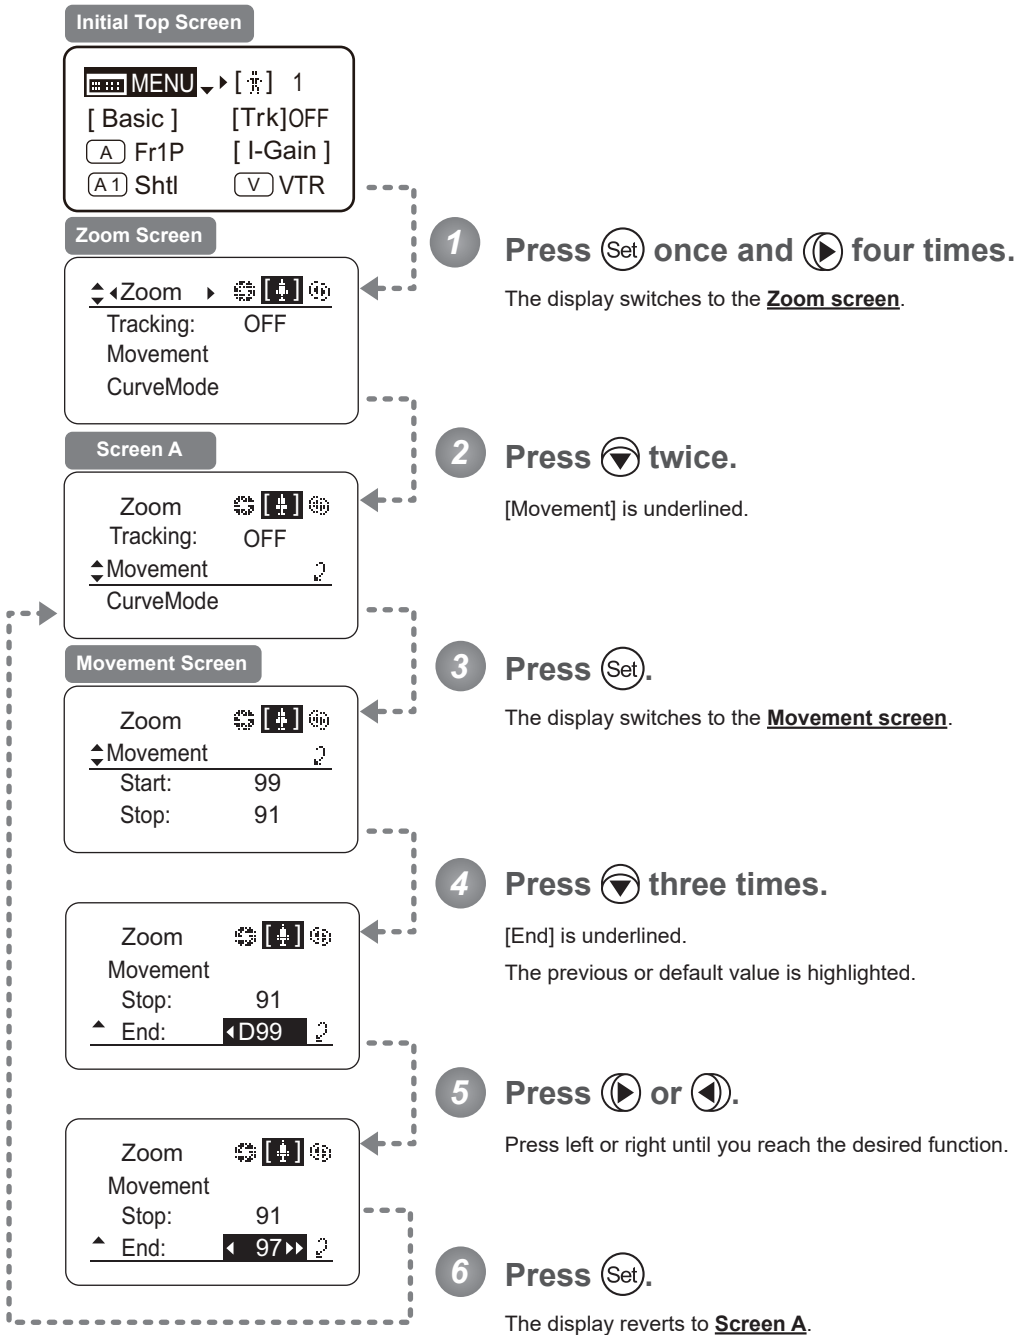 Initial Top Screen
MENU [ ] 1
[ Basic ] [Trk]OFF
A Fr1P [ I-Gain ]
A1 Shtl V VTR
Zoom Screen
1 Press Set once and four times.
The display switches to the Zoom screen.
Zoom [ ]
Tracking: OFF
Movement
CurveMode
Screen A
2 Press twice.
[Movement] is underlined.
Zoom [ ]
Tracking: OFF
Movement
CurveMode
Movement Screen
3 Press Set.
The display switches to the Movement screen.
Zoom [ ]
Movement
Start: 99
Stop: 91
4 Press three times.
[End] is underlined.
The previous or default value is highlighted.
Zoom [ ]
Movement
Stop: 91
End: D99
5 Press or .
Press left or right until you reach the desired function.
Zoom [ ]
Movement
Stop: 91
End: 97
6 Press Set.
The display reverts to Screen A.